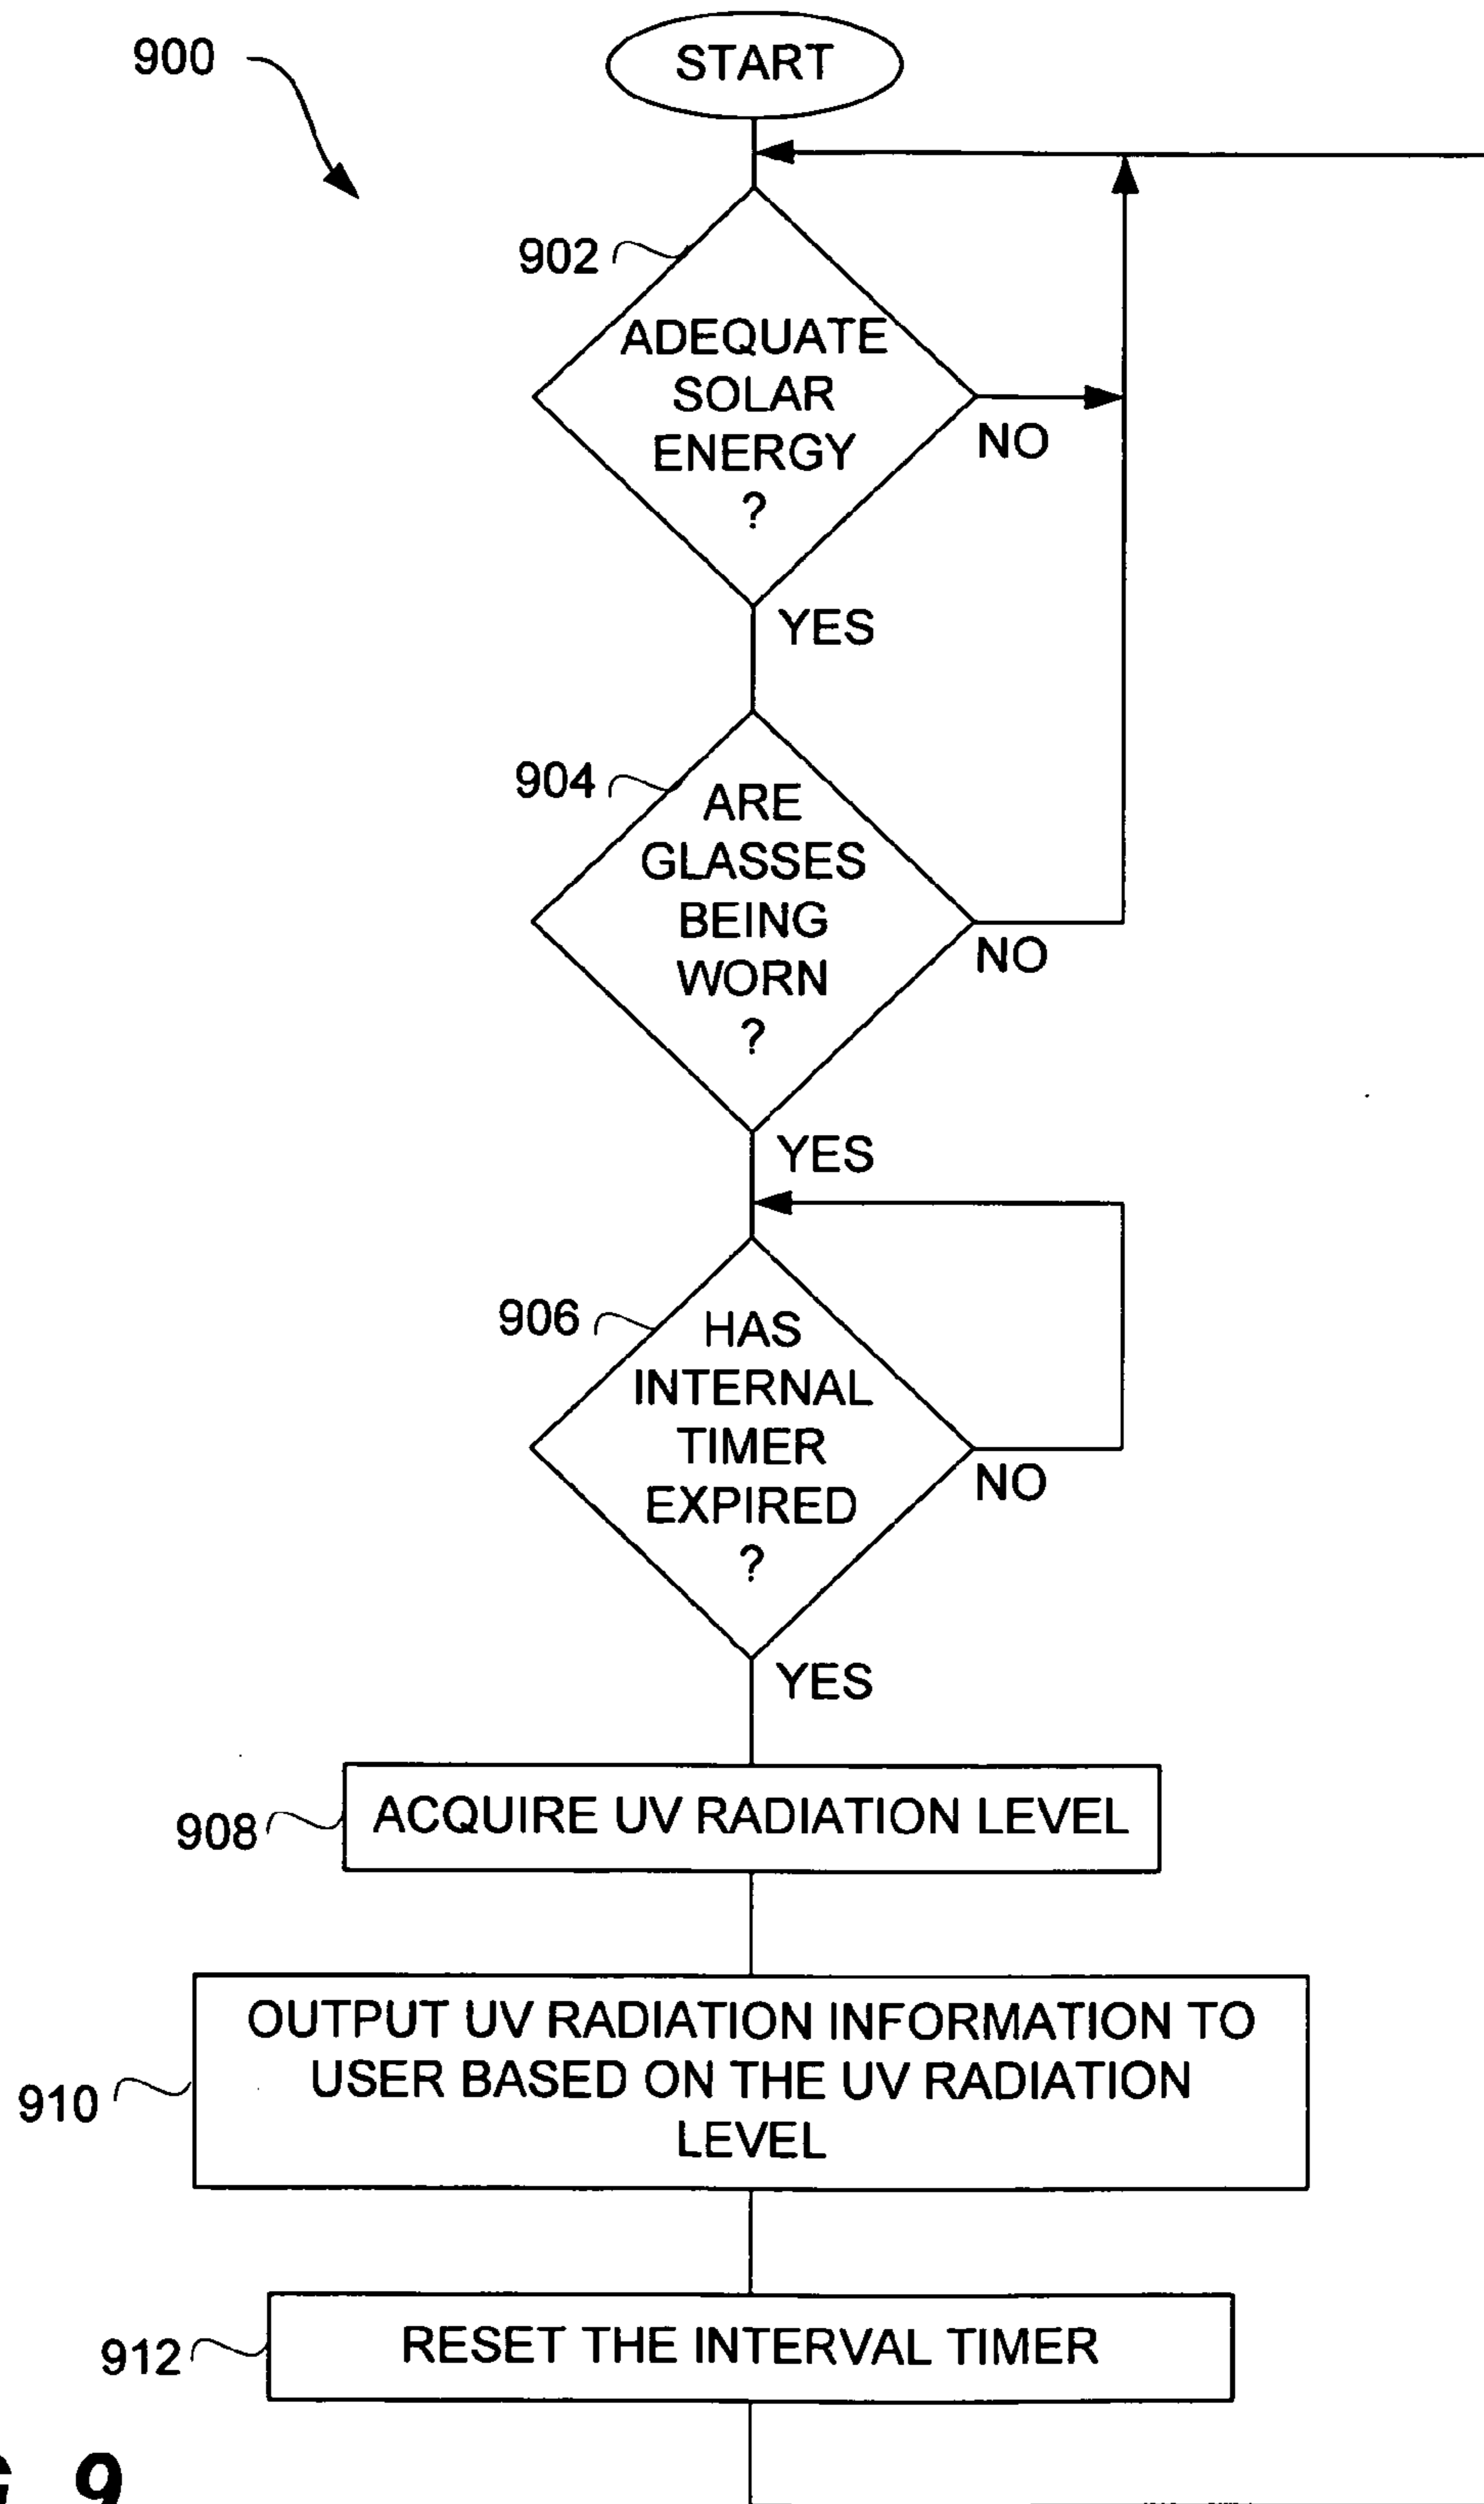 900
START
902
ADEQUATE
SOLAR
ENERGY
?
NO
YES
904
ARE
GLASSES
BEING
WORN
?
NO
YES
906
HAS
INTERNAL
TIMER
EXPIRED
?
NO
YES
908
ACQUIRE UV RADIATION LEVEL
910
OUTPUT UV RADIATION INFORMATION TO
USER BASED ON THE UV RADIATION
LEVEL
912
RESET THE INTERVAL TIMER
9